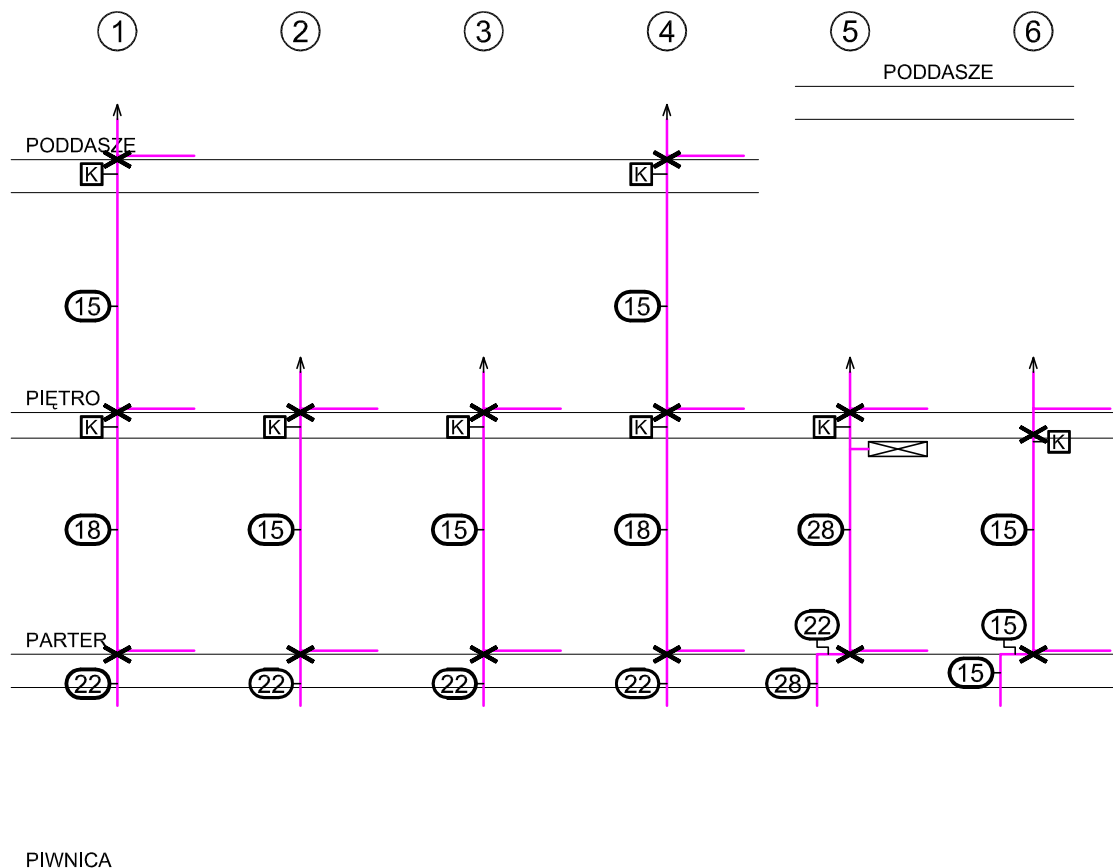 1 2 3 4 5 6
PODDASZE
PODDASZE
K K
15 15
PIĘTRO
K K K K K K
18 15 15 18 28 15
22 15
PARTER
22 22 22 22 28 15
PIWNICA